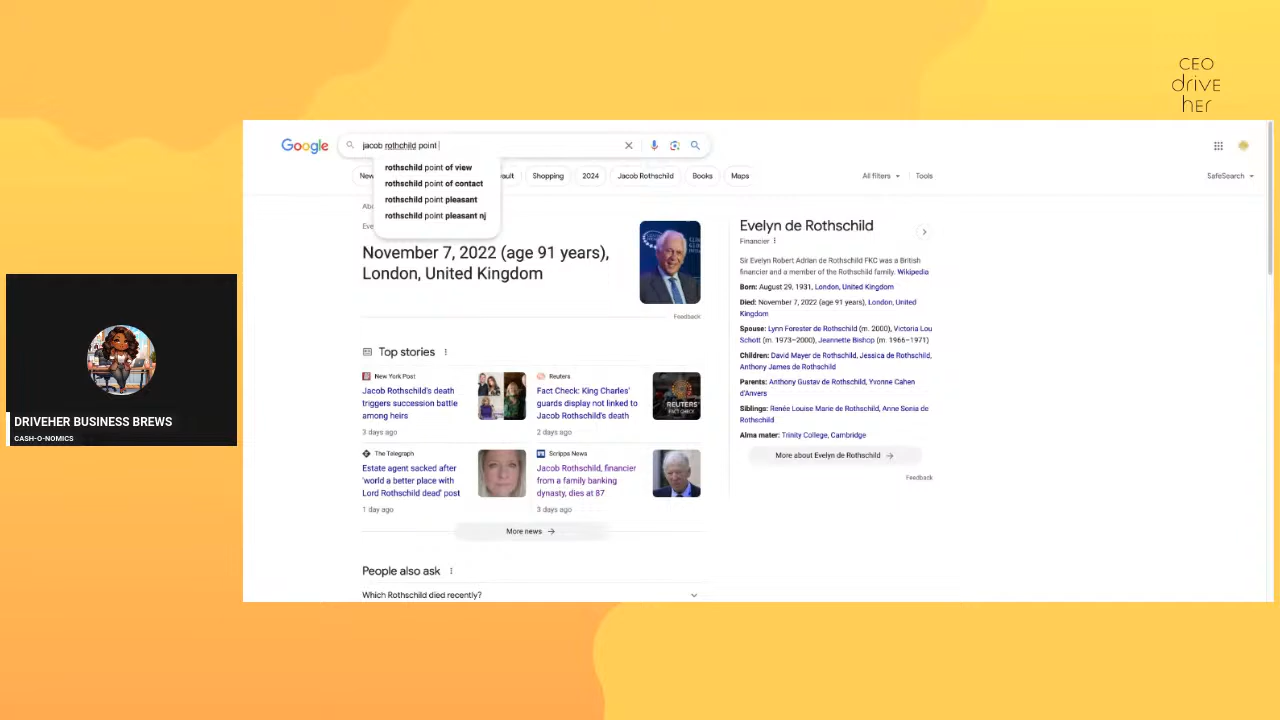 CEO
drive
her
Google
jacob rothchild point
rothschild point of view
rothschild point of contact
rothschild point pleasant
rothschild point pleasant nj
New
ault
Shopping
2024
Jacob Rothschild
Books
Maps
All filters
Tools
SafeSearch
Abo
Eve
November 7, 2022 (age 91 years),
London, United Kingdom
Feedback
Top stories
New York Post
Jacob Rothschild's death
triggers succession battle
among heirs
3 days ago
Reuters
Fact Check: King Charles'
guards display not linked to
Jacob Rothschild's death
2 days ago
REUTERS
FACT CHECK
The Telegraph
Estate agent sacked after
'world a better place with
Lord Rothschild dead' post
1 day ago
Scripps News
Jacob Rothschild, financier
from a family banking
dynasty, dies at 87
3 days ago
More news
People also ask
Which Rothschild died recently?
Evelyn de Rothschild
Financier
Sir Evelyn Robert Adrian de Rothschild FKC was a British
financier and a member of the Rothschild family. Wikipedia
Born: August 29, 1931, London, United Kingdom
Died: November 7, 2022 (age 91 years), London, United
Kingdom
Spouse: Lynn Forester de Rothschild (m. 2000), Victoria Lou
Schott (m. 1973–2000), Jeannette Bishop (m. 1966–1971)
Children: David Mayer de Rothschild, Jessica de Rothschild,
Anthony James de Rothschild
Parents: Anthony Gustav de Rothschild, Yvonne Cahen
d'Anvers
Siblings: Renée Louise Marie de Rothschild, Anne Sonia de
Rothschild
Alma mater: Trinity College, Cambridge
More about Evelyn de Rothschild
Feedback
DRIVEHER BUSINESS BREWS
CASH-O-NOMICS